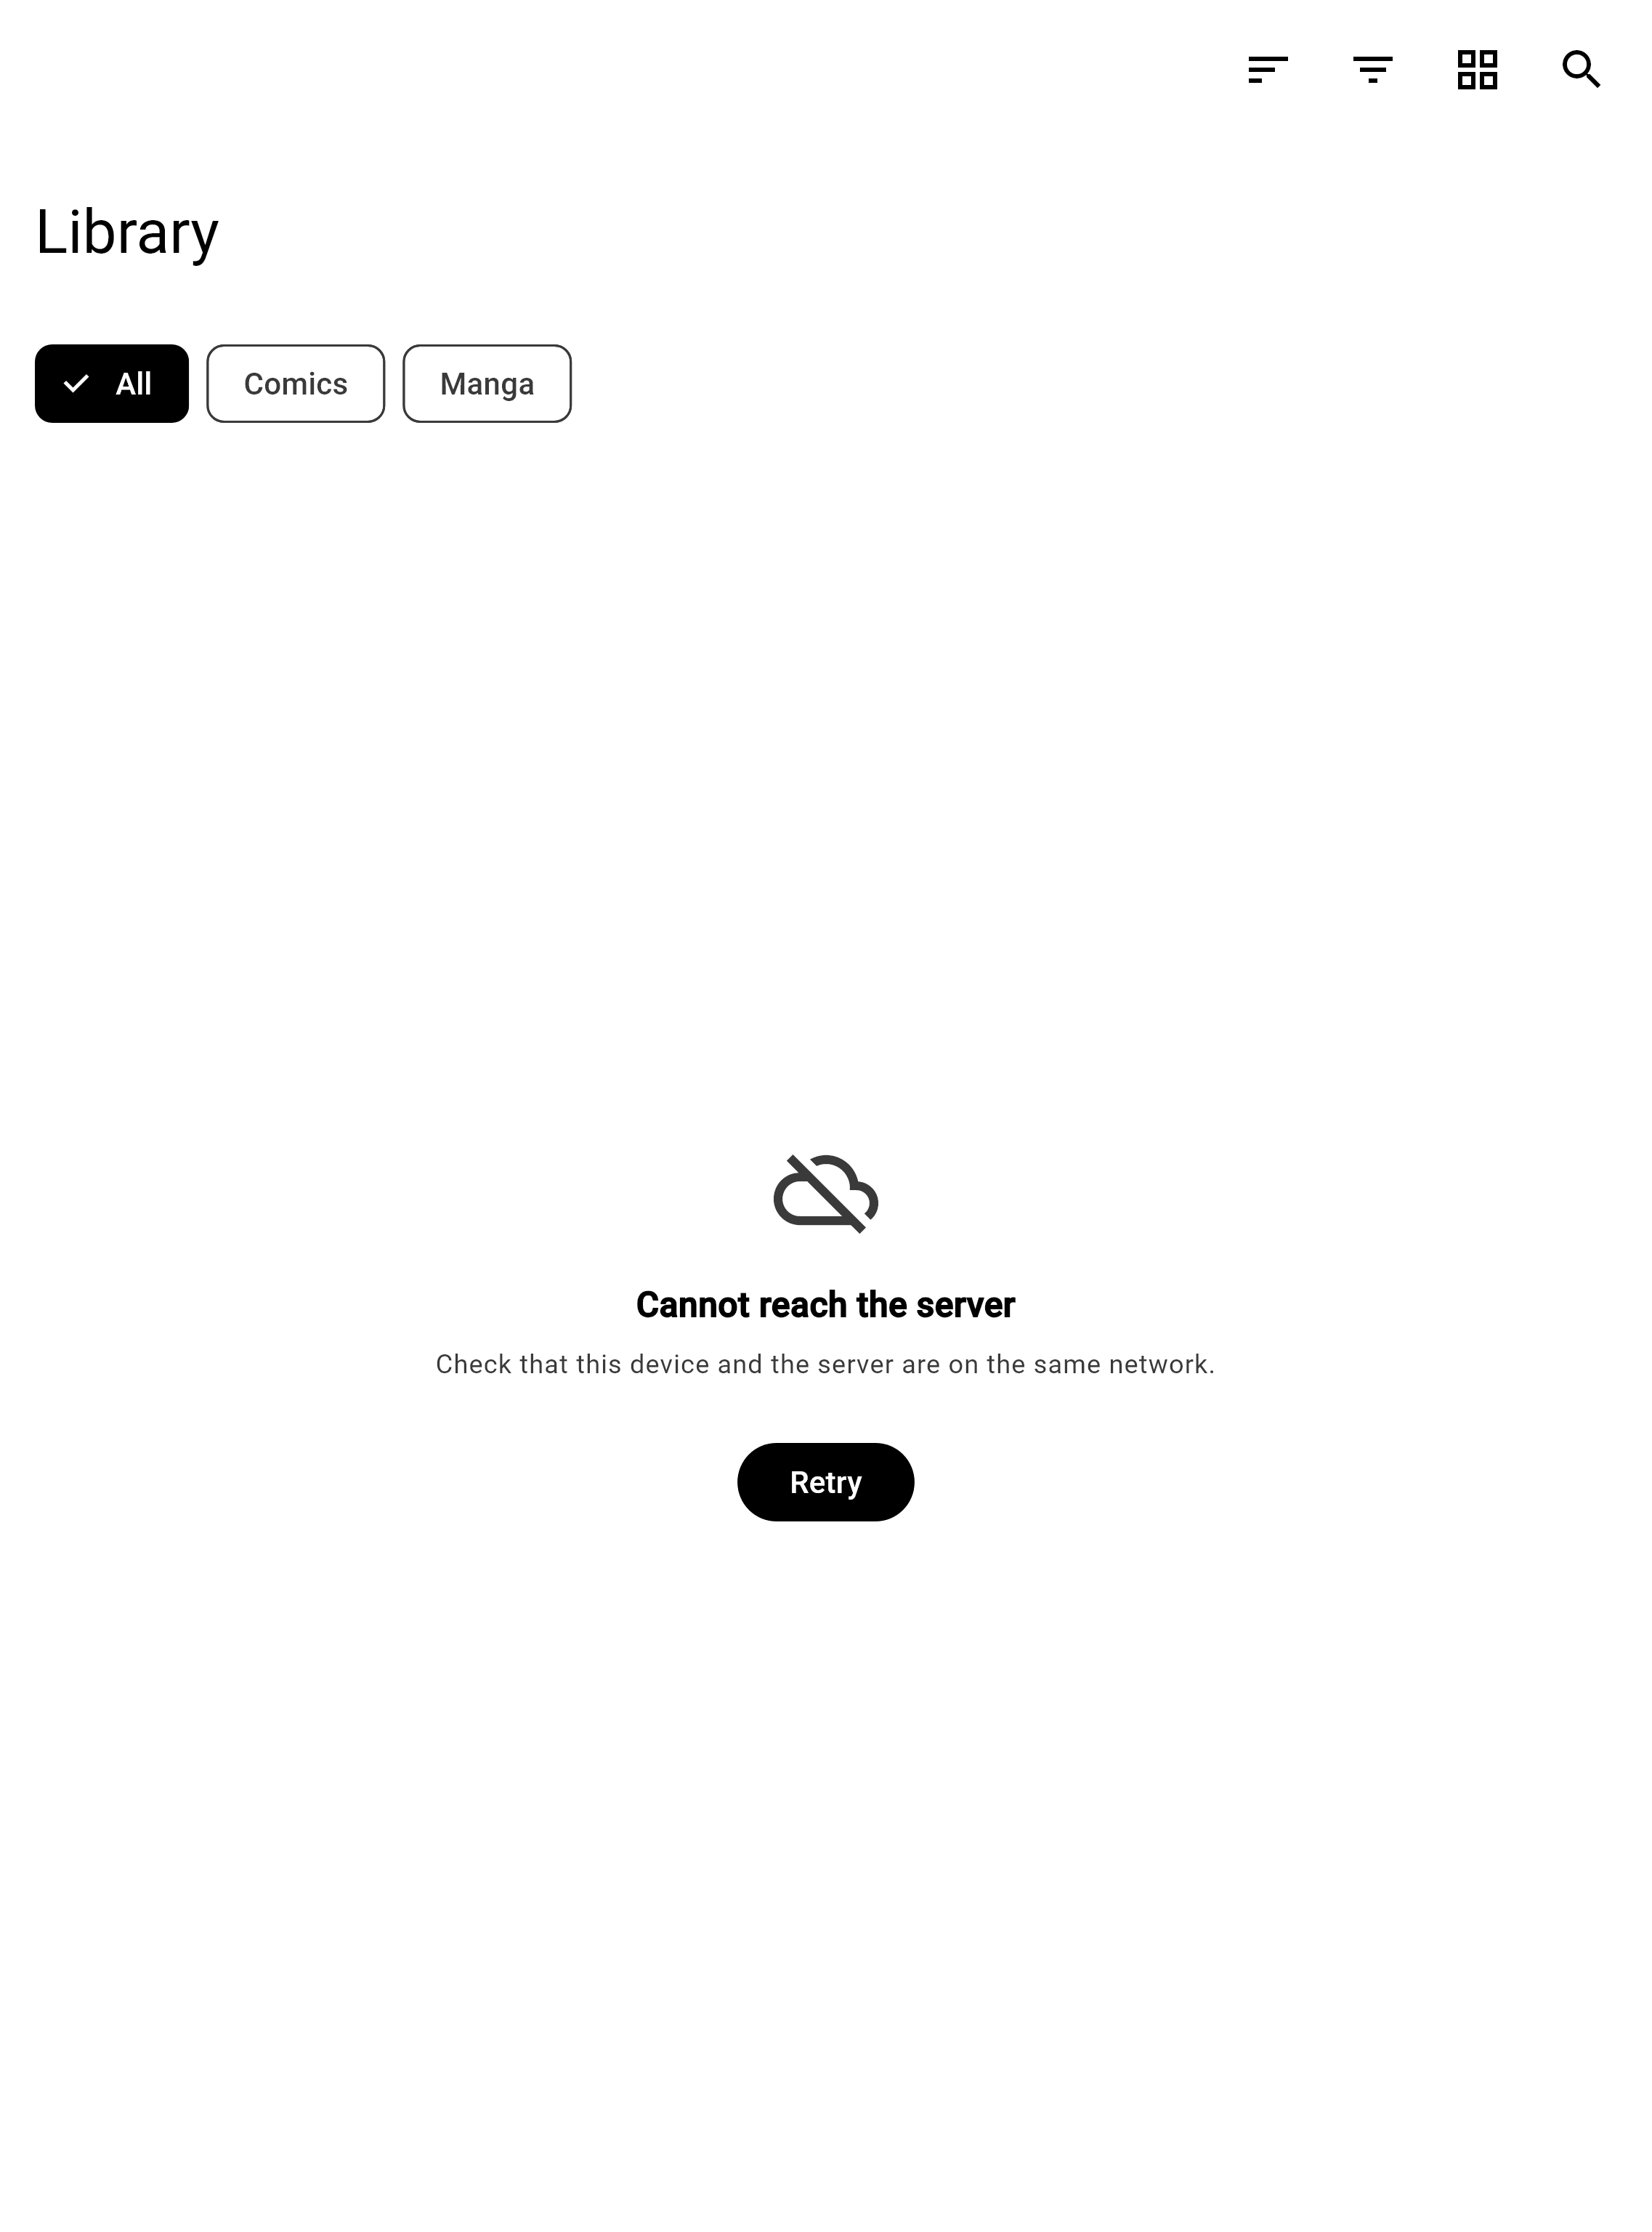 Library
All
Comics
Manga
Cannot reach the server
Check that this device and the server are on the same network.
Retry